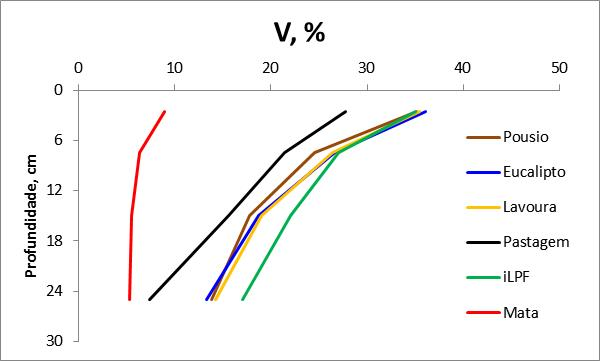 V, %
0 10 20 30 40 50
0
6
12
18
24
30
Profundidade, cm
Pousio
Eucalipto
Lavoura
Pastagem
iLPF
Mata